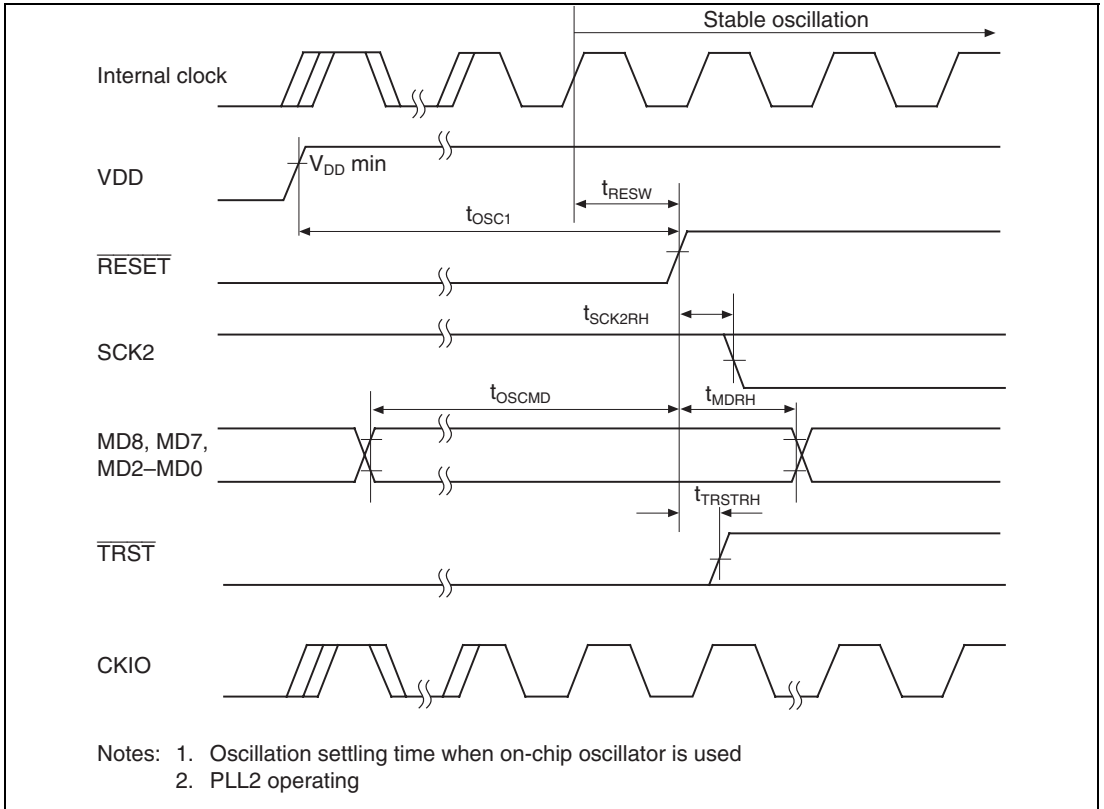 Stable oscillation
Internal clock
VDD min
VDD
tRESW
tOSC1
RESET
tSCK2RH
SCK2
tOSCMD
tMDRH
MD8, MD7,
MD2–MD0
tTRSTRH
TRST
CKIO
Notes: 1. Oscillation settling time when on-chip oscillator is used
2. PLL2 operating